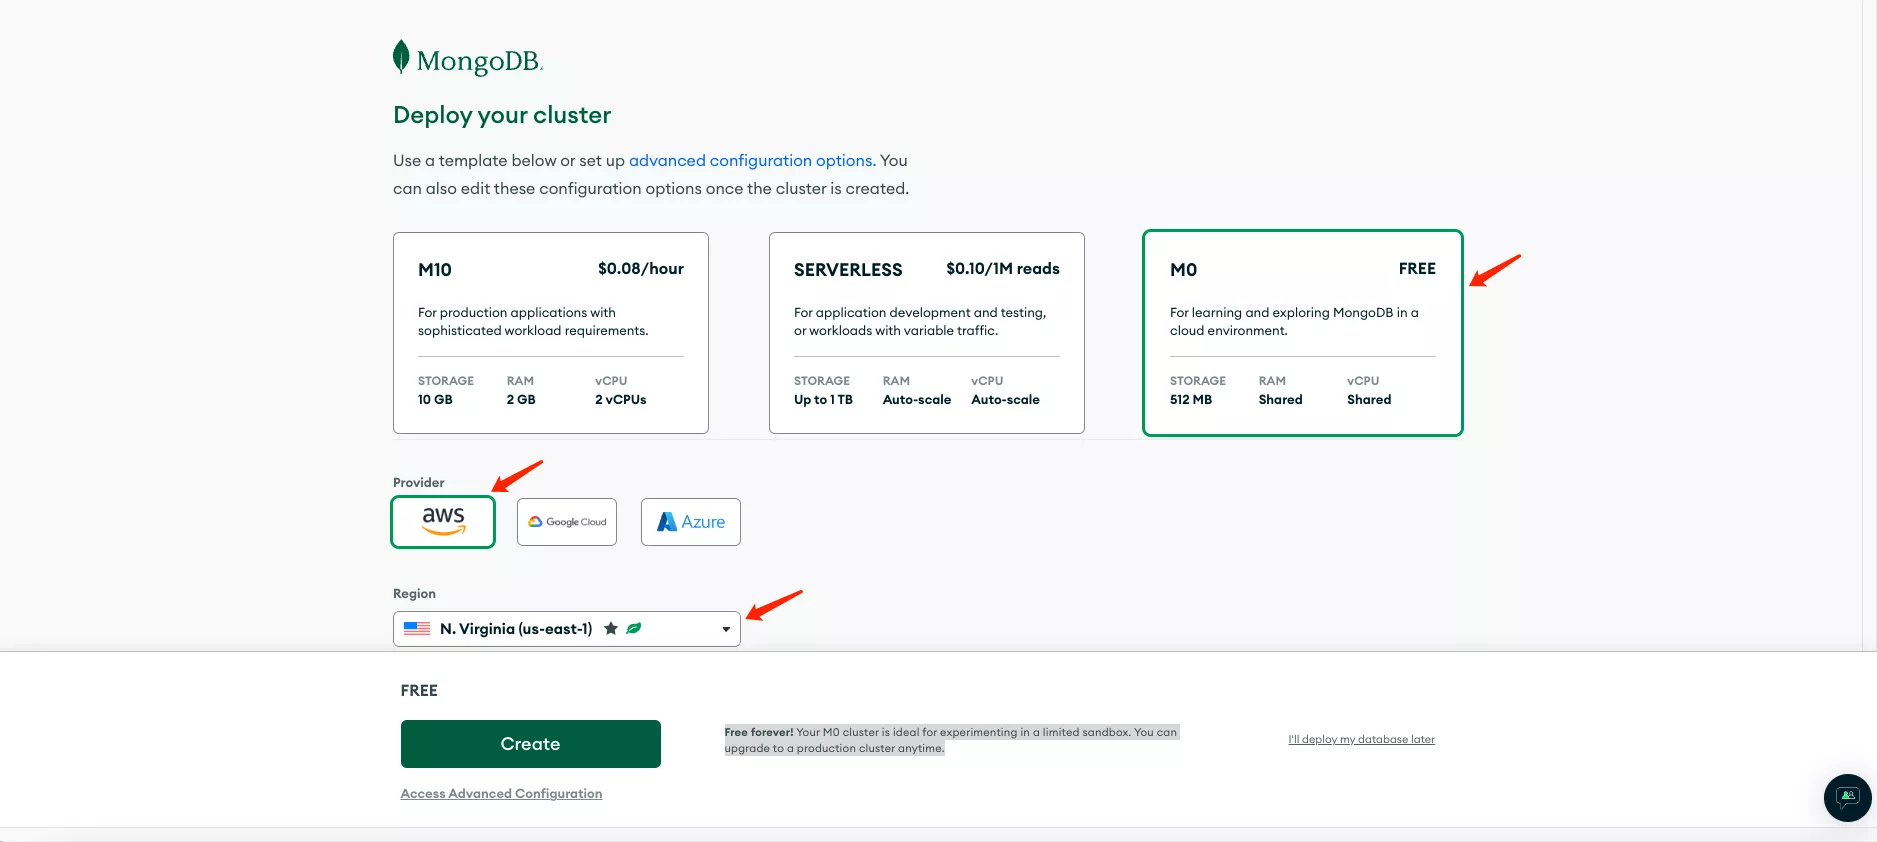 MongoDB.
Deploy your cluster
Use a template below or set up advanced configuration options. You
can also edit these configuration options once the cluster is created.
M10 $0.08/hour
For production applications with
sophisticated workload requirements.
STORAGE RAM vCPU
10 GB 2 GB 2 vCPUs
SERVERLESS $0.10/1M reads
For application development and testing,
or workloads with variable traffic.
STORAGE RAM vCPU
Up to 1 TB Auto-scale Auto-scale
M0 FREE
For learning and exploring MongoDB in a
cloud environment.
STORAGE RAM vCPU
512 MB Shared Shared
Provider
aws Google Cloud Azure
Region
N. Virginia (us-east-1)
FREE
Create
Free forever! Your M0 cluster is ideal for experimenting in a limited sandbox. You can
upgrade to a production cluster anytime.
I'll deploy my database later
Access Advanced Configuration